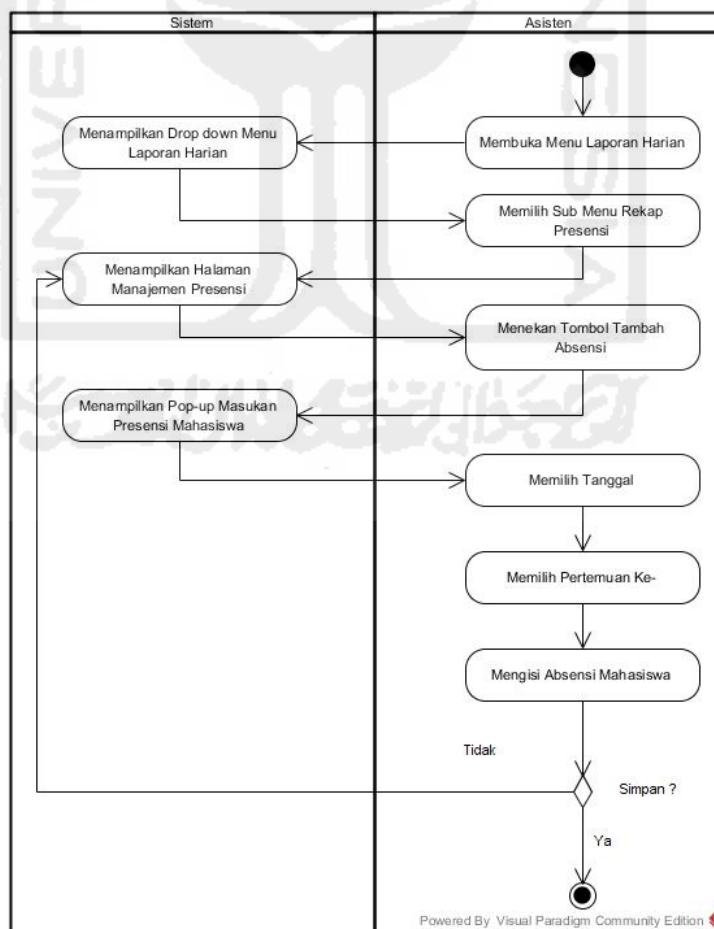 Sistem
Asisten
Menampilkan Drop down Menu
Laporan Harian
Membuka Menu Laporan Harian
Memilih Sub Menu Rekap
Presensi
Menampilkan Halaman
Manajemen Presensi
Menekan Tombol Tambah
Absensi
Menampilkan Pop-up Masukan
Presensi Mahasiswa
Memilih Tanggal
Memilih Pertemuan Ke-
Mengisi Absensi Mahasiswa
Tidak
Simpan ?
Ya
Powered By Visual Paradigm Community Edition